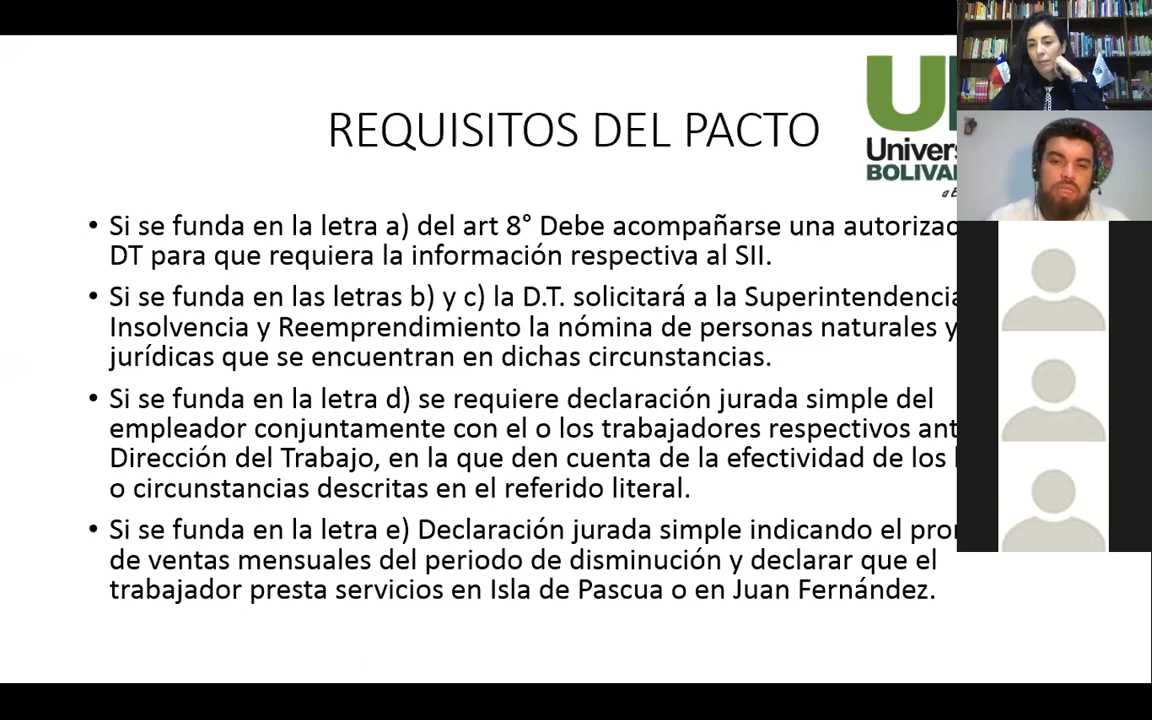 REQUISITOS DEL PACTO
U
Univers
BOLIVA
a
• Si se funda en la letra a) del art 8° Debe acompañarse una
DT para que requiera la información respectiva al SII.
• Si se funda en las letras b) y c) la D.T. solicitará a la Superintendencia
Insolvencia y Reemprendimiento la nómina de personas naturales y
jurídicas que se encuentran en dichas circunstancias.
• Si se funda en la letra d) se requiere declaración jurada simple del
empleador conjuntamente con el o los trabajadores respectivos
Dirección del Trabajo, en la que den cuenta de la efectividad de los
o circunstancias descritas en el referido literal.
• Si se funda en la letra e) Declaración jurada simple indicando el
de ventas mensuales del periodo de disminución y declarar que el
trabajador presta servicios en Isla de Pascua o en Juan Fernández.